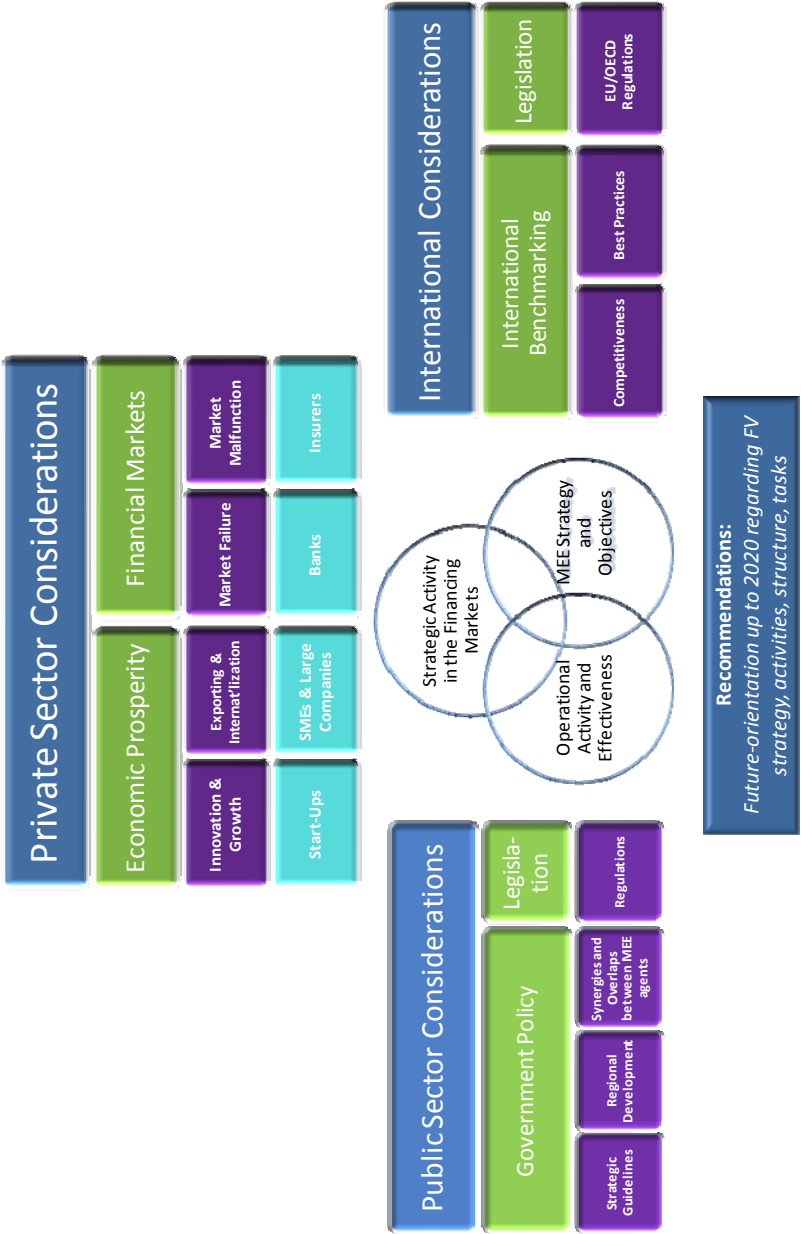 Private Sector Considerations
Economic Prosperity
Financial Markets
Innovation &
Growth
Exporting &
Internat'lization
Market Failure
Market
Malfunction
Start-Ups
SMEs & Large
Companies
Banks
Insurers
Public Sector Considerations
Government Policy
Legisla-
tion
Strategic
Guidelines
Regional
Development
Synergies and
Overlaps
between MEE
agents
Regulations
Strategic Activity
in the Financing
Markets
Operational
Activity and
Effectiveness
MEE Strategy
and
Objectives
International Considerations
International
Benchmarking
Legislation
Competitiveness
Best Practices
EU/OECD
Regulations
Recommendations:
Future-orientation up to 2020 regarding FV
strategy, activities, structure, tasks